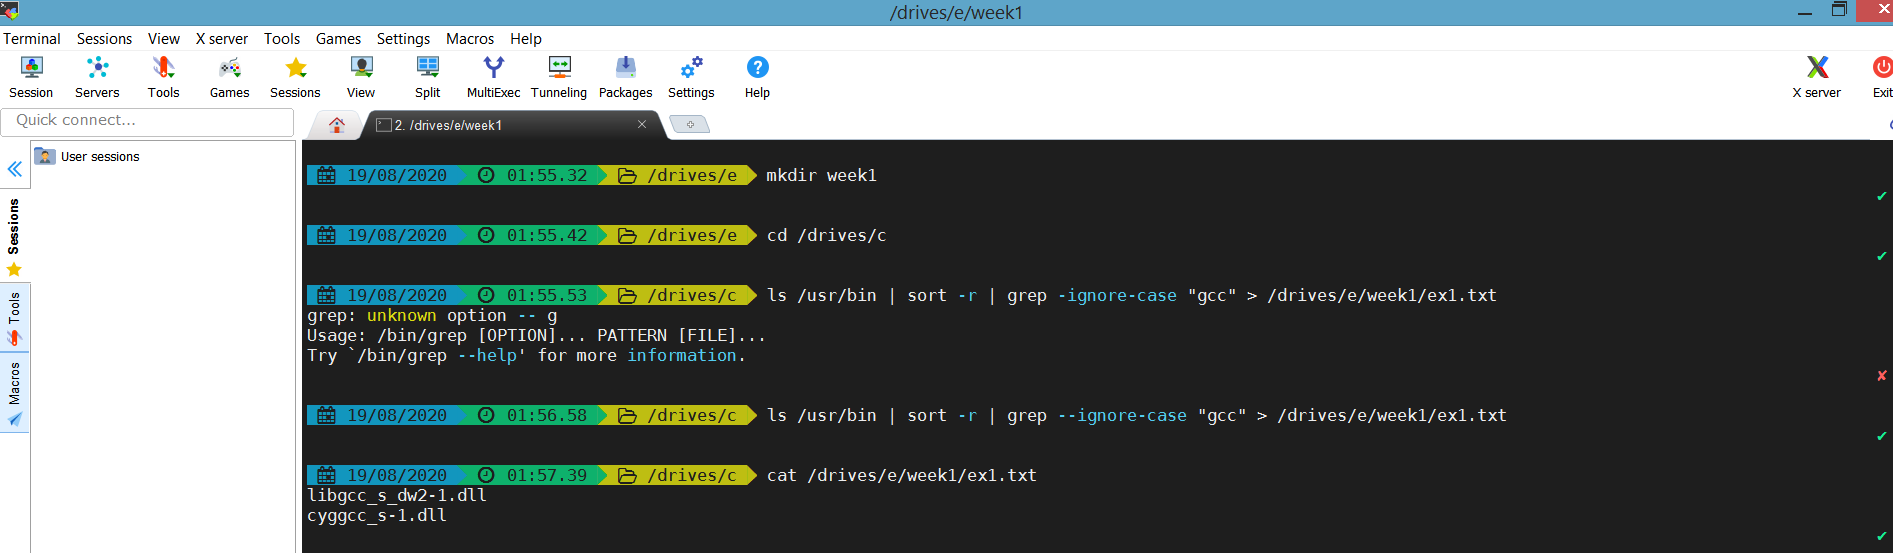 /drives/e/week1
Terminal Sessions View X server Tools Games Settings Macros Help
Session Servers Tools Games Sessions View Split MultiExec Tunneling Packages Settings Help X server Exit
Quick connect...
2. /drives/e/week1
User sessions
Sessions
Tools
Macros
19/08/2020 01:55.32 /drives/e mkdir week1
19/08/2020 01:55.42 /drives/e cd /drives/c
19/08/2020 01:55.53 /drives/c ls /usr/bin | sort -r | grep -ignore-case "gcc" > /drives/e/week1/ex1.txt
grep: unknown option -- g
Usage: /bin/grep [OPTION]... PATTERN [FILE]...
Try `/bin/grep --help' for more information.
19/08/2020 01:56.58 /drives/c ls /usr/bin | sort -r | grep --ignore-case "gcc" > /drives/e/week1/ex1.txt
19/08/2020 01:57.39 /drives/c cat /drives/e/week1/ex1.txt
libgcc_s_dw2-1.dll
cyggcc_s-1.dll